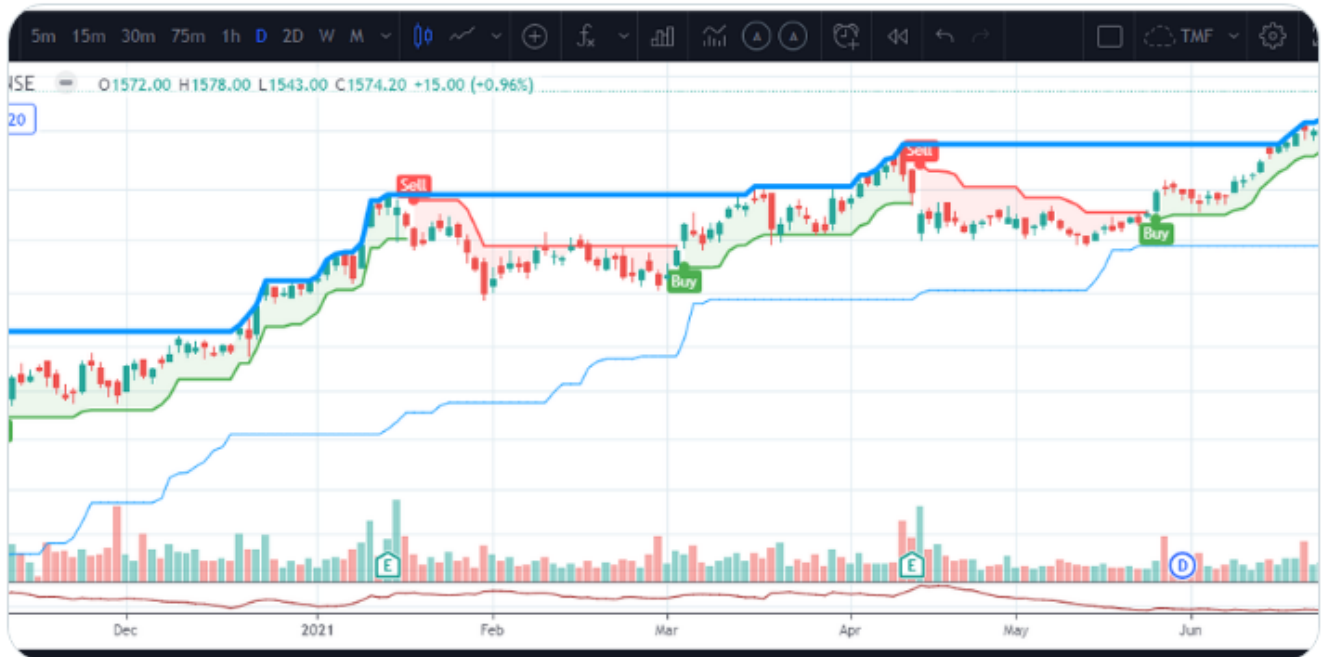 5m 15m 30m 75m 1h D 2D W M fx TMF
NSE O1572.00 H1578.00 L1543.00 C1574.20 +15.00 (+0.96%)
20
Sell
Sell
Buy
Buy
E
E
D
Dec 2021 Feb Mar Apr May Jun